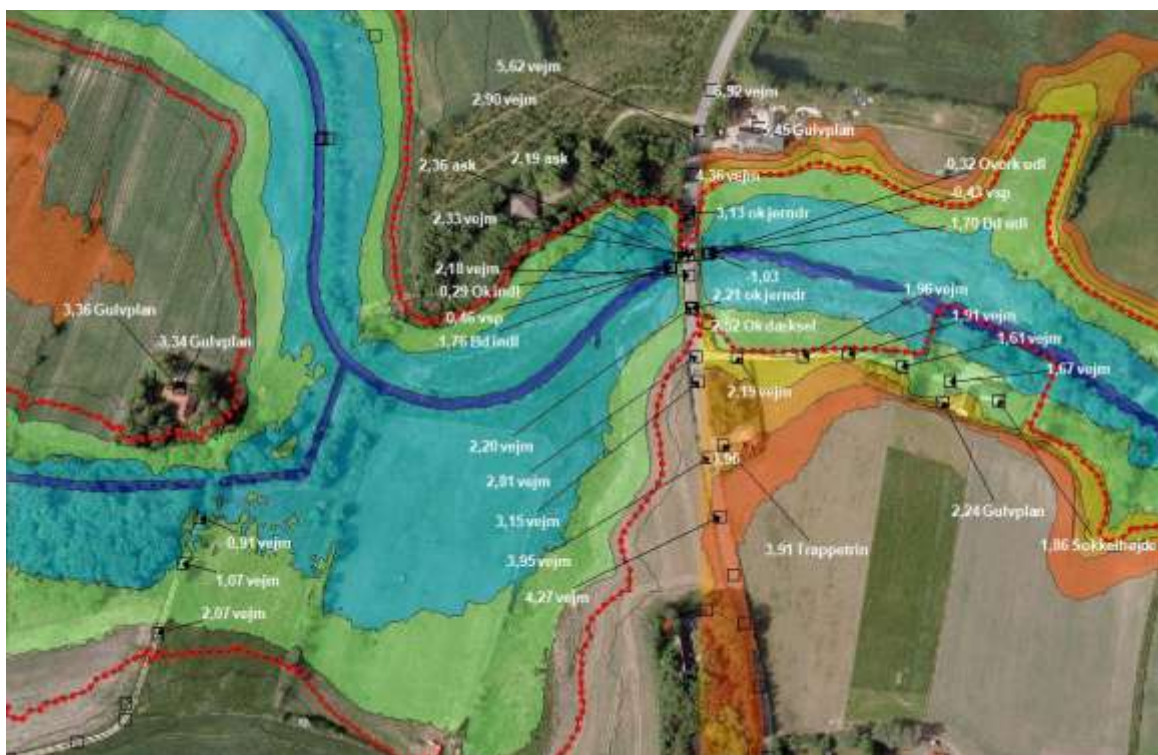 5,62 vejm
2,90 vejm
5,92 vejm
5,45 Gulvplan
2,36 ask
2,19 ask
0,32 Overk udl
4,36 vejm
-0,43 vsp
3,13 ok jerndr
2,33 vejm
1,70 Bd udl
2,18 vejm
-1,03
1,96 vejm
0,29 Ok indl
2,21 ok jerndr
3,36 Gulvplan
0,46 vsp
2,52 Ok dæksel
1,91 vejm
1,76 Bd indl
1,61 vejm
3,34 Gulvplan
1,67 vejm
2,19 vejm
2,20 vejm
3,96
2,81 vejm
2,24 Gulvplan
3,15 vejm
0,91 vejm
3,91 Trappetrin
1,86 Sokkelhøjde
3,95 vejm
1,07 vejm
4,27 vejm
2,07 vejm